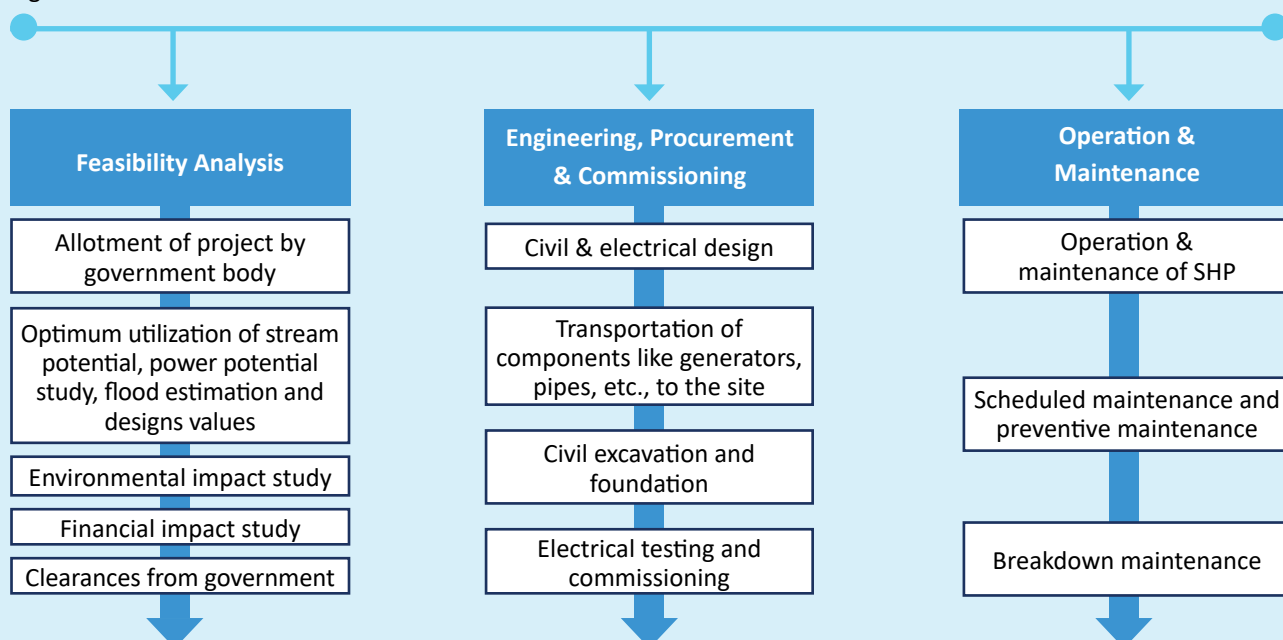 Feasibility Analysis
Allotment of project by
government body
Optimum utilization of stream
potential, power potential
study, flood estimation and
designs values
Environmental impact study
Financial impact study
Clearances from government
Engineering, Procurement
& Commissioning
Civil & electrical design
Transportation of
components like generators,
pipes, etc., to the site
Civil excavation and
foundation
Electrical testing and
commissioning
Operation &
Maintenance
Operation &
maintenance of SHP
Scheduled maintenance and
preventive maintenance
Breakdown maintenance